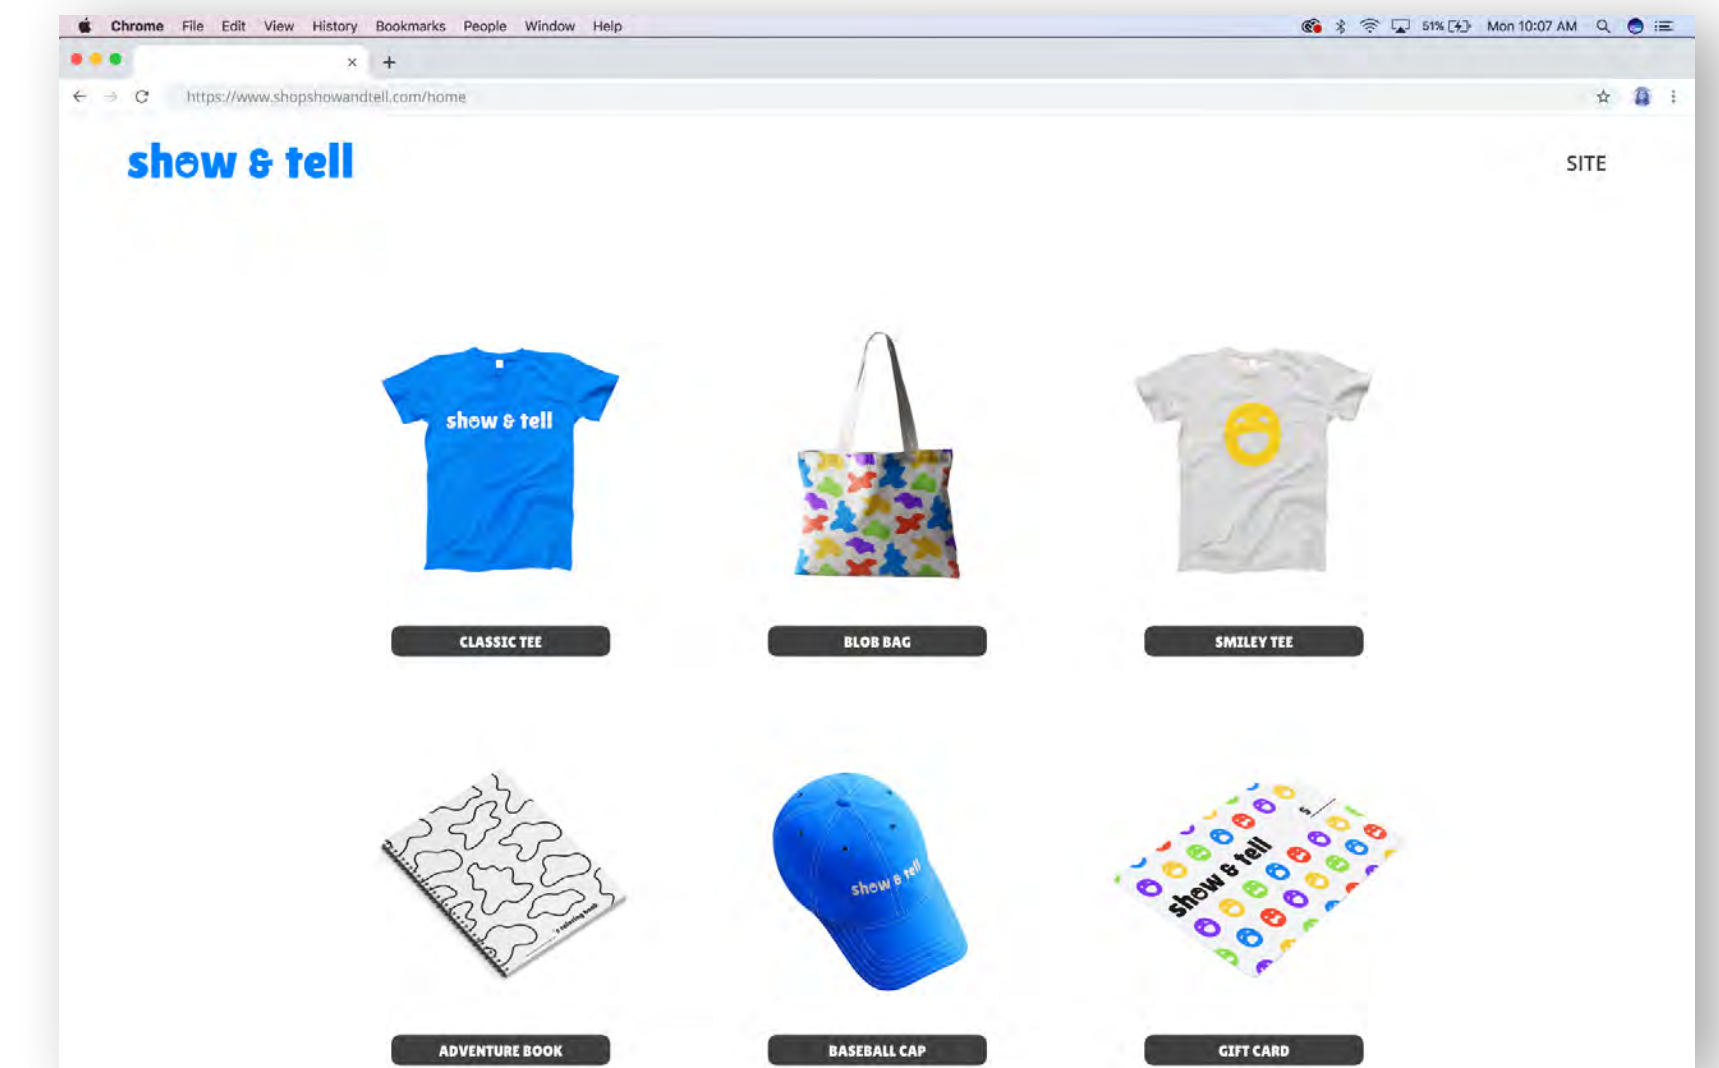 Chrome File Edit View History Bookmarks People Window Help 51% Mon 10:07 AM
https://www.shopshowandtell.com/home
show & tell
SITE
show & tell
CLASSIC TEE
BLOB BAG
SMILEY TEE
's coloring book
show & tell
show & tell
ADVENTURE BOOK
BASEBALL CAP
GIFT CARD